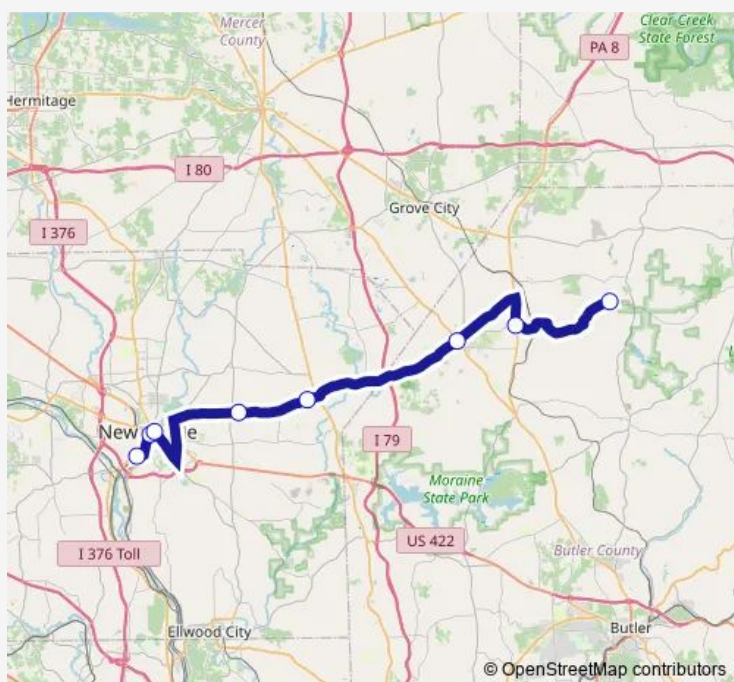 Mercer
County
Clear Creek
State Forest
PA 8
Hermitage
I 80
Grove City
I 376
New
e
I 79
Moraine
State Park
US 422
I 376 Toll
Butler County
Ellwood City
Butler
© OpenStreetMap contributors